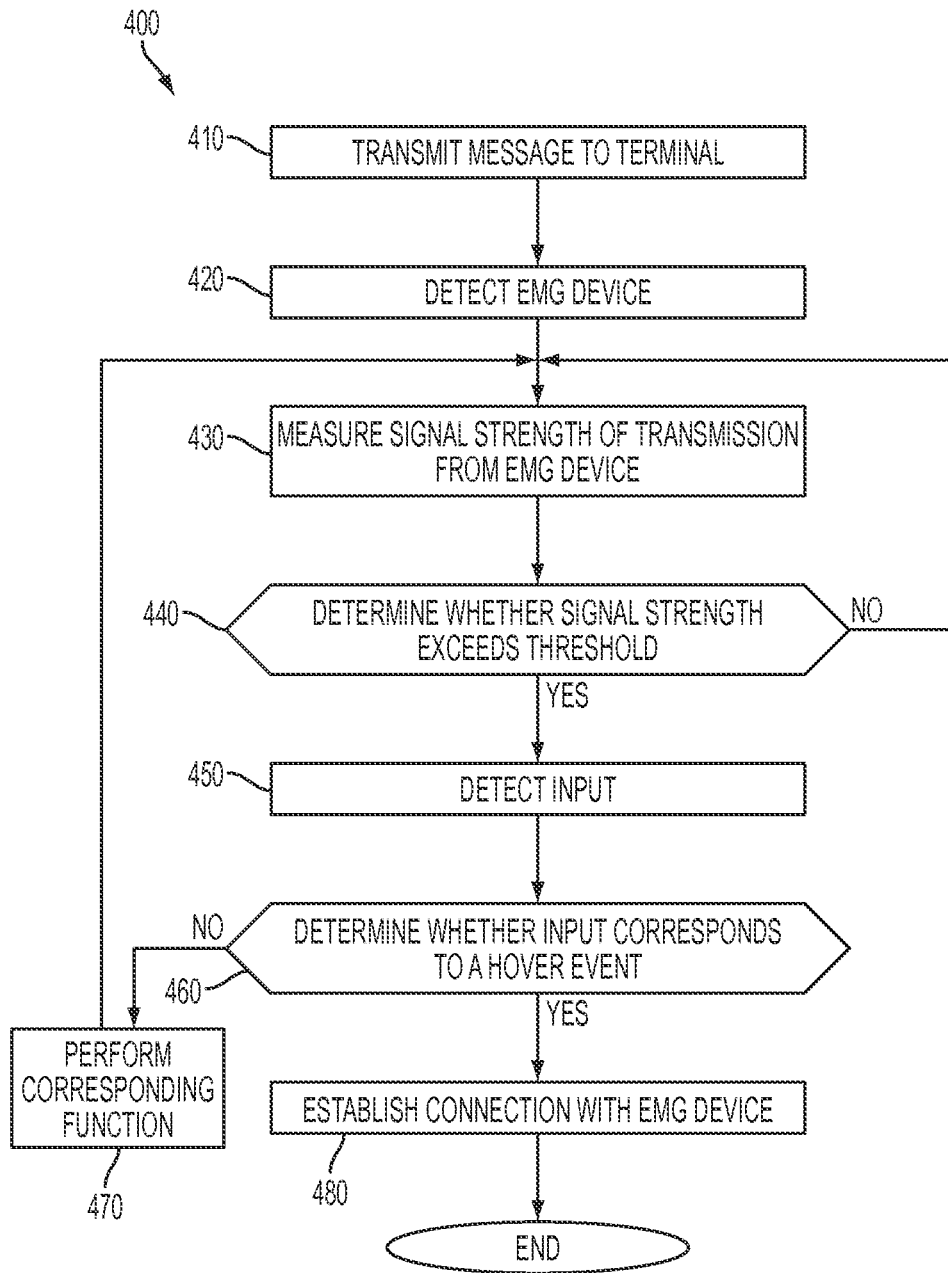 400
410
TRANSMIT MESSAGE TO TERMINAL
420
DETECT EMG DEVICE
430
MEASURE SIGNAL STRENGTH OF TRANSMISSION
FROM EMG DEVICE
440
DETERMINE WHETHER SIGNAL STRENGTH
EXCEEDS THRESHOLD
NO
YES
450
DETECT INPUT
NO
DETERMINE WHETHER INPUT CORRESPONDS
TO A HOVER EVENT
460
YES
PERFORM
CORRESPONDING
FUNCTION
470
ESTABLISH CONNECTION WITH EMG DEVICE
480
END